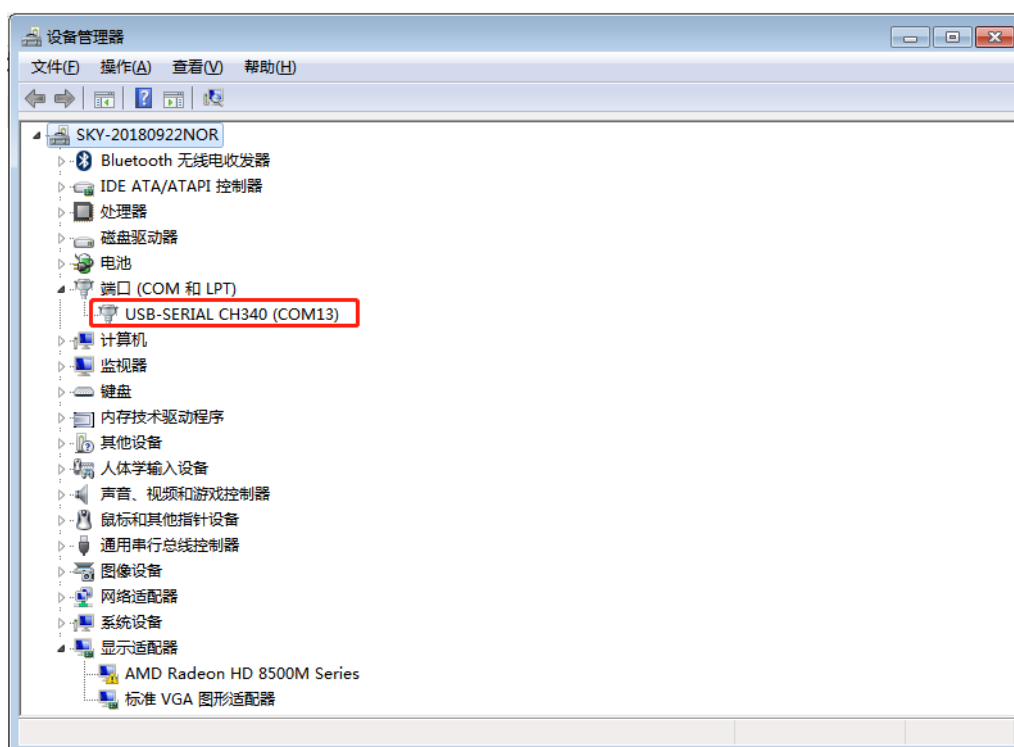 设备管理器
文件(F) 操作(A) 查看(V) 帮助(H)
SKY-20180922NOR
Bluetooth 无线电收发器
IDE ATA/ATAPI 控制器
处理器
磁盘驱动器
电池
端口 (COM 和 LPT)
USB-SERIAL CH340 (COM13)
计算机
监视器
键盘
内存技术驱动程序
其他设备
人体学输入设备
声音、视频和游戏控制器
鼠标和其他指针设备
通用串行总线控制器
图像设备
网络适配器
系统设备
显示适配器
AMD Radeon HD 8500M Series
标准 VGA 图形适配器